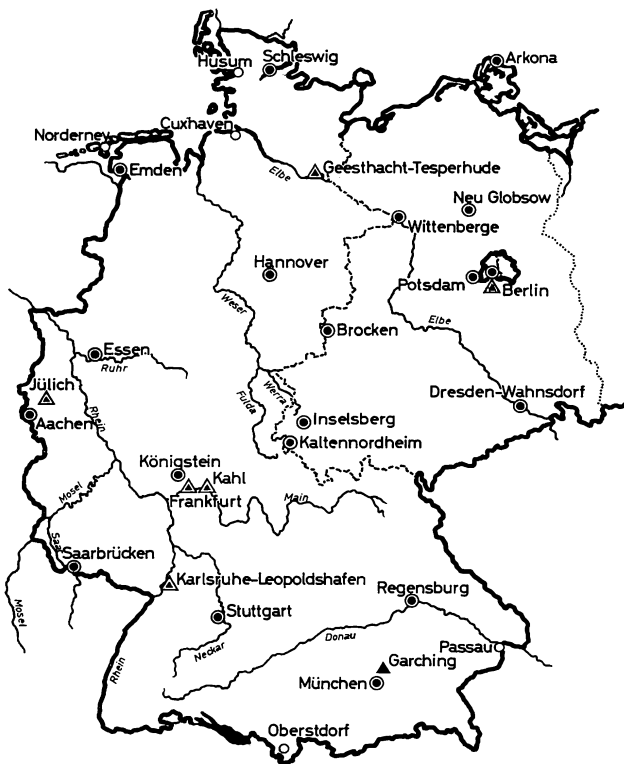 Husum
Schleswig
Arkona
Cuxhaven
Norderney
Emden
Elbe
Geesthacht-Tesperhude
Neu Globsow
Wittenberge
Hannover
Potsdam
Berlin
Weser
Brocken
Elbe
Essen
Ruhr
Jülich
Aachen
Rhein
Fulda
Werra
Dresden-Wahnsdorf
Inselsberg
Kaltennordheim
Königstein
Kahl
Frankfurt
Main
Mosel
Saar
Saarbrücken
Karlsruhe-Leopoldshafen
Mosel
Stuttgart
Regensburg
Neckar
Donau
Passau
Rhein
Garching
München
Oberstdorf